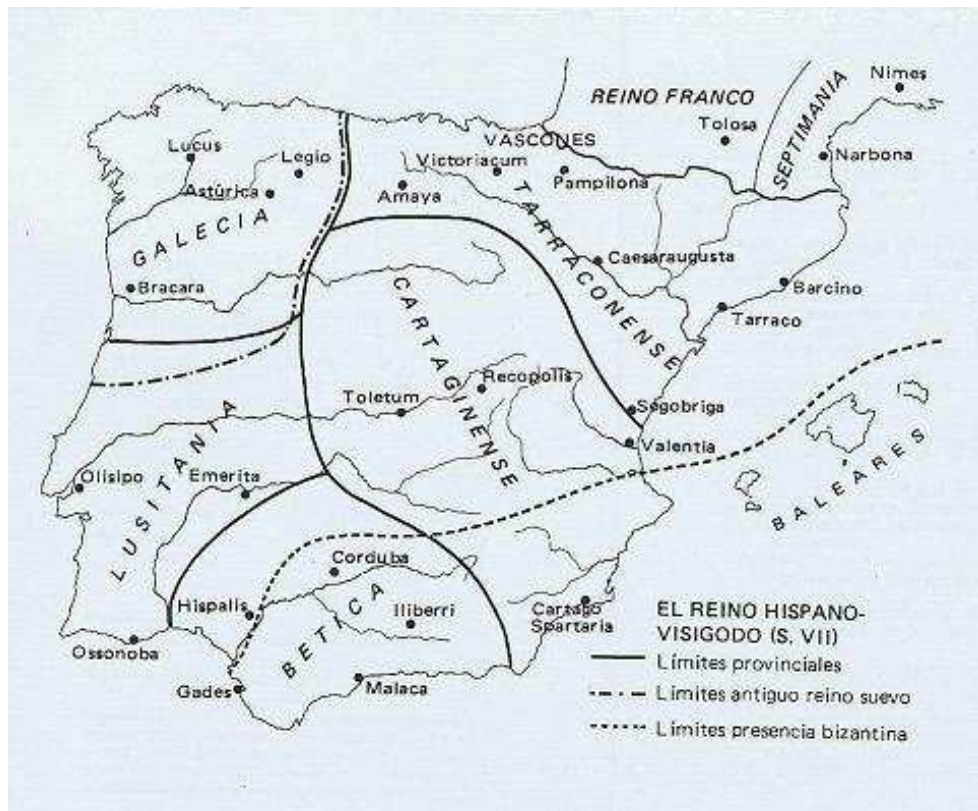 Nimes
REINO FRANCO
SEPTIMANIA
Tolosa
Narbona
VASCONES
Lucus
Legio
Victoriacum
Pampilona
Astúrica
Amaya
GALECIA
TARRACONENSE
Caesaraugusta
Bracara
CARTAGINENSE
Barcino
Tarraco
Recopolis
Toletum
Segobriga
Valentia
LUSITANIA
Olisipo
Emerita
BALEARES
Corduba
BETICA
Hispalis
Iliberri
Cartago
Spartaria
Ossonoba
Gades
Malaca
EL REINO HISPANO-
VISIGODO (S. VII)
Límites provinciales
Límites antiguo reino suevo
Límites presencia bizantina